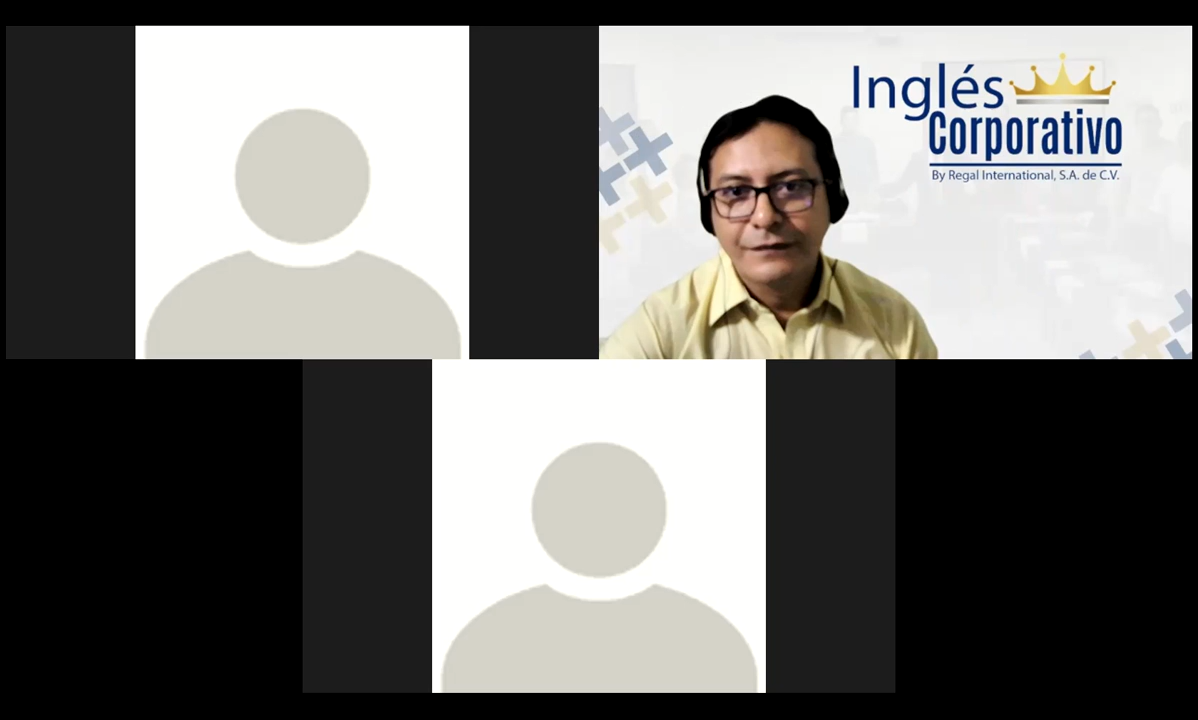 Inglés
Corporativo
By Regal International, S.A. de C.V.